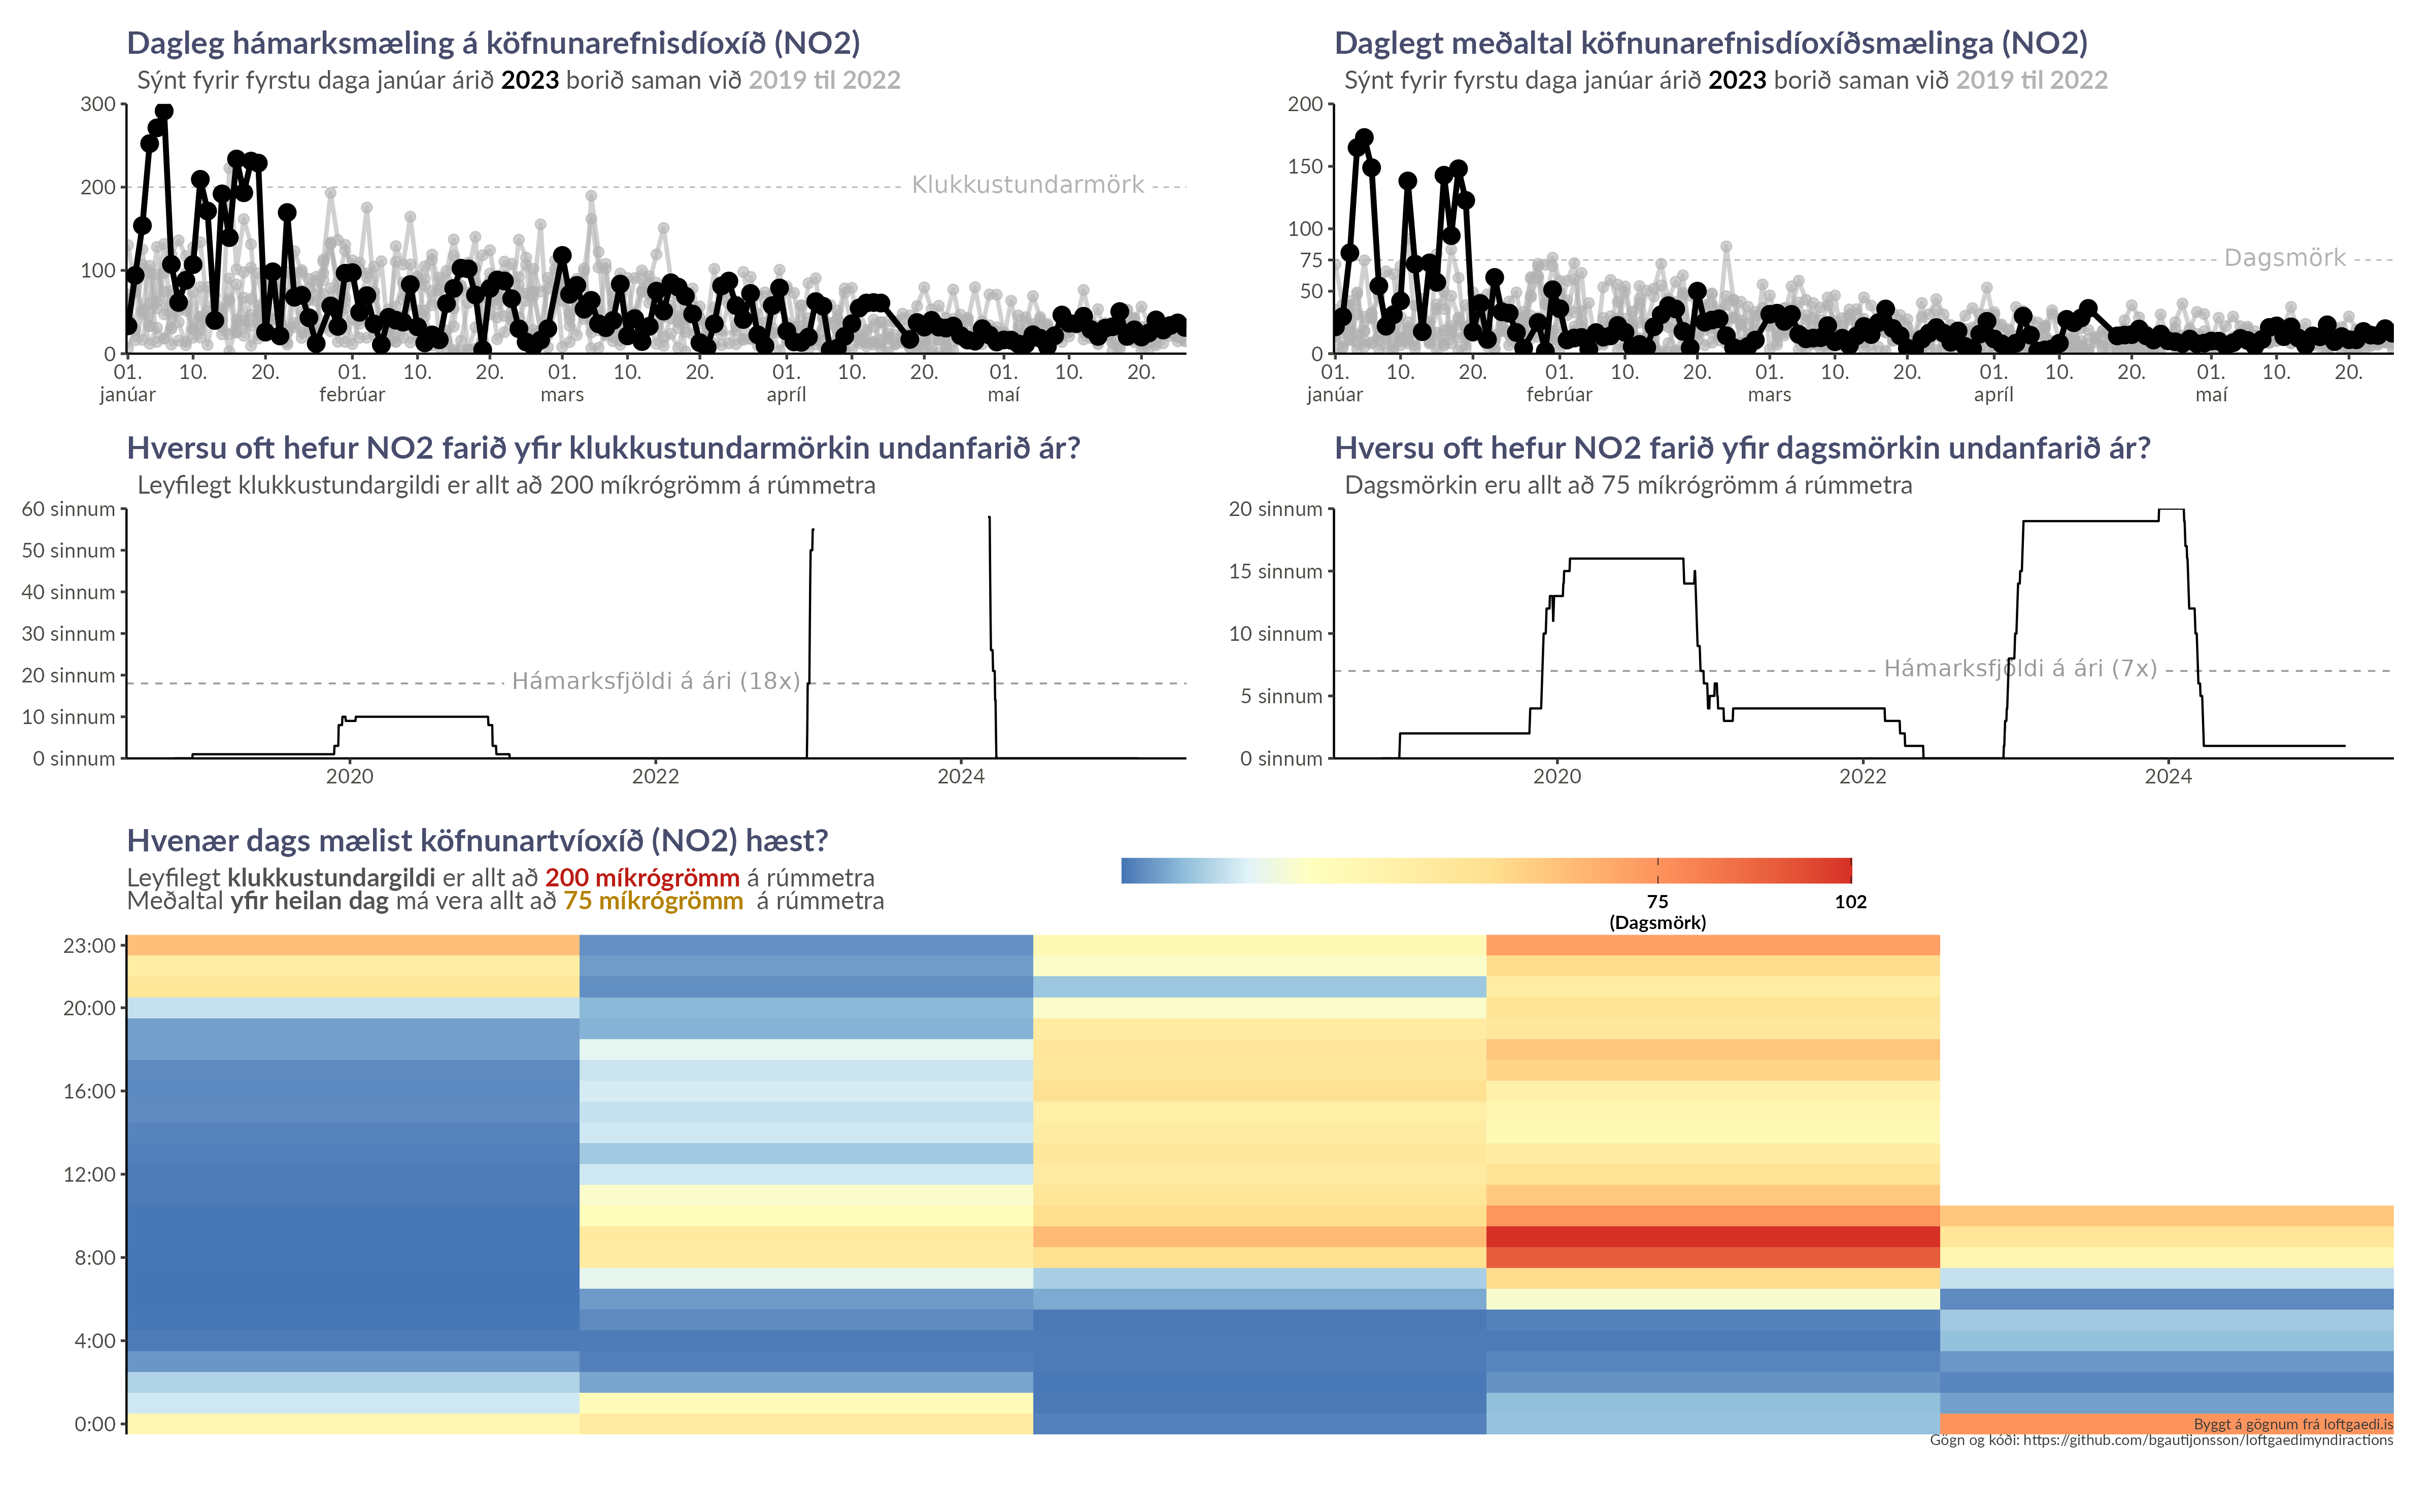 Dagleg hámarksmæling á köfnunarefnisdíoxíð (NO2)
Sýnt fyrir fyrstu daga janúar árið 2023 borið saman við 2019 til 2022
300
200
100
0
Klukkustundarmörk
01. 10. 20. 01. 10. 20. 01. 10. 20. 01. 10. 20. 01. 10. 20.
janúar febrúar mars apríl maí
Daglegt meðaltal köfnunarefnisdíoxíðsmælinga (NO2)
Sýnt fyrir fyrstu daga janúar árið 2023 borið saman við 2019 til 2022
200
150
100
75
50
0
Dagsmörk
01. 10. 20. 01. 10. 20. 01. 10. 20. 01. 10. 20. 01. 10. 20.
janúar febrúar mars apríl maí
Hversu oft hefur NO2 farið yfir klukkustundarmörkin undanfarið ár?
Leyfilegt klukkustundargildi er allt að 200 míkrógrömm á rúmmetra
60 sinnum
50 sinnum
40 sinnum
30 sinnum
20 sinnum
10 sinnum
0 sinnum
Hámarksfjöldi á ári (18x)
2020 2022 2024
Hversu oft hefur NO2 farið yfir dagsmörkin undanfarið ár?
Dagsmörkin eru allt að 75 míkrógrömm á rúmmetra
20 sinnum
15 sinnum
10 sinnum
5 sinnum
0 sinnum
Hámarksfjöldi á ári (7x)
2020 2022 2024
Hvenær dags mælist köfnunartvíoxíð (NO2) hæst?
Leyfilegt klukkustundargildi er allt að 200 míkrógrömm á rúmmetra
Meðaltal yfir heilan dag má vera allt að 75 míkrógrömm á rúmmetra
75 102
(Dagsmörk)
23:00
20:00
16:00
12:00
8:00
4:00
0:00
Byggt á gögnum frá loftgaedi.is
Gögn og kóði: https://github.com/bgautijonsson/loftgaedimyndiractions